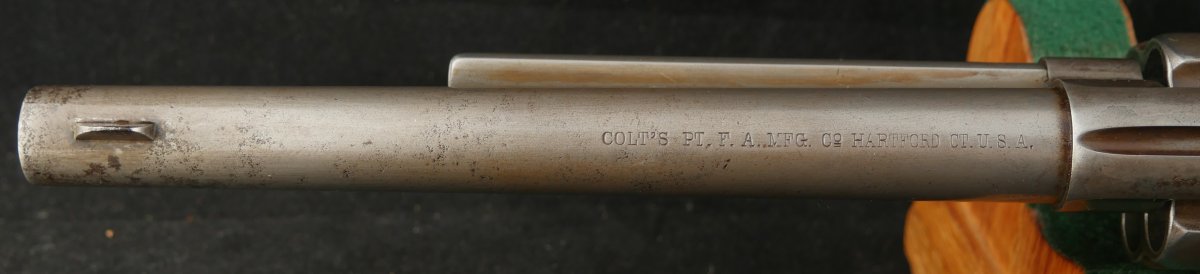 COLT'S PT. F. A. MFG. Cº HARTFORD CT. U. S. A.